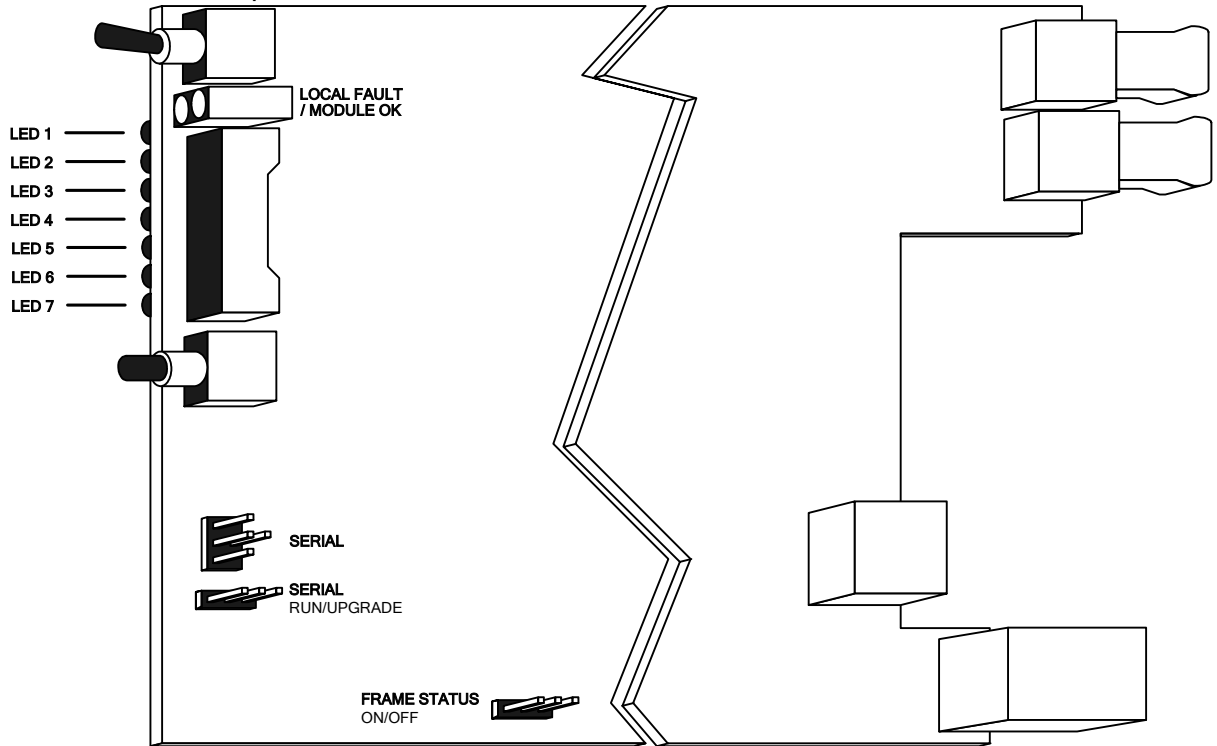 LOCAL FAULT
/ MODULE OK
LED 1
LED 2
LED 3
LED 4
LED 5
LED 6
LED 7
SERIAL
SERIAL
RUN/UPGRADE
FRAME STATUS
ON/OFF